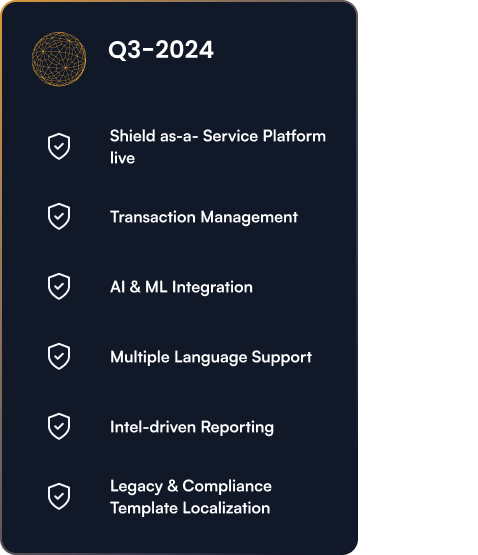 Q3-2024
Shield as-a- Service Platform
live
Transaction Management
AI & ML Integration
Multiple Language Support
Intel-driven Reporting
Legacy & Compliance
Template Localization